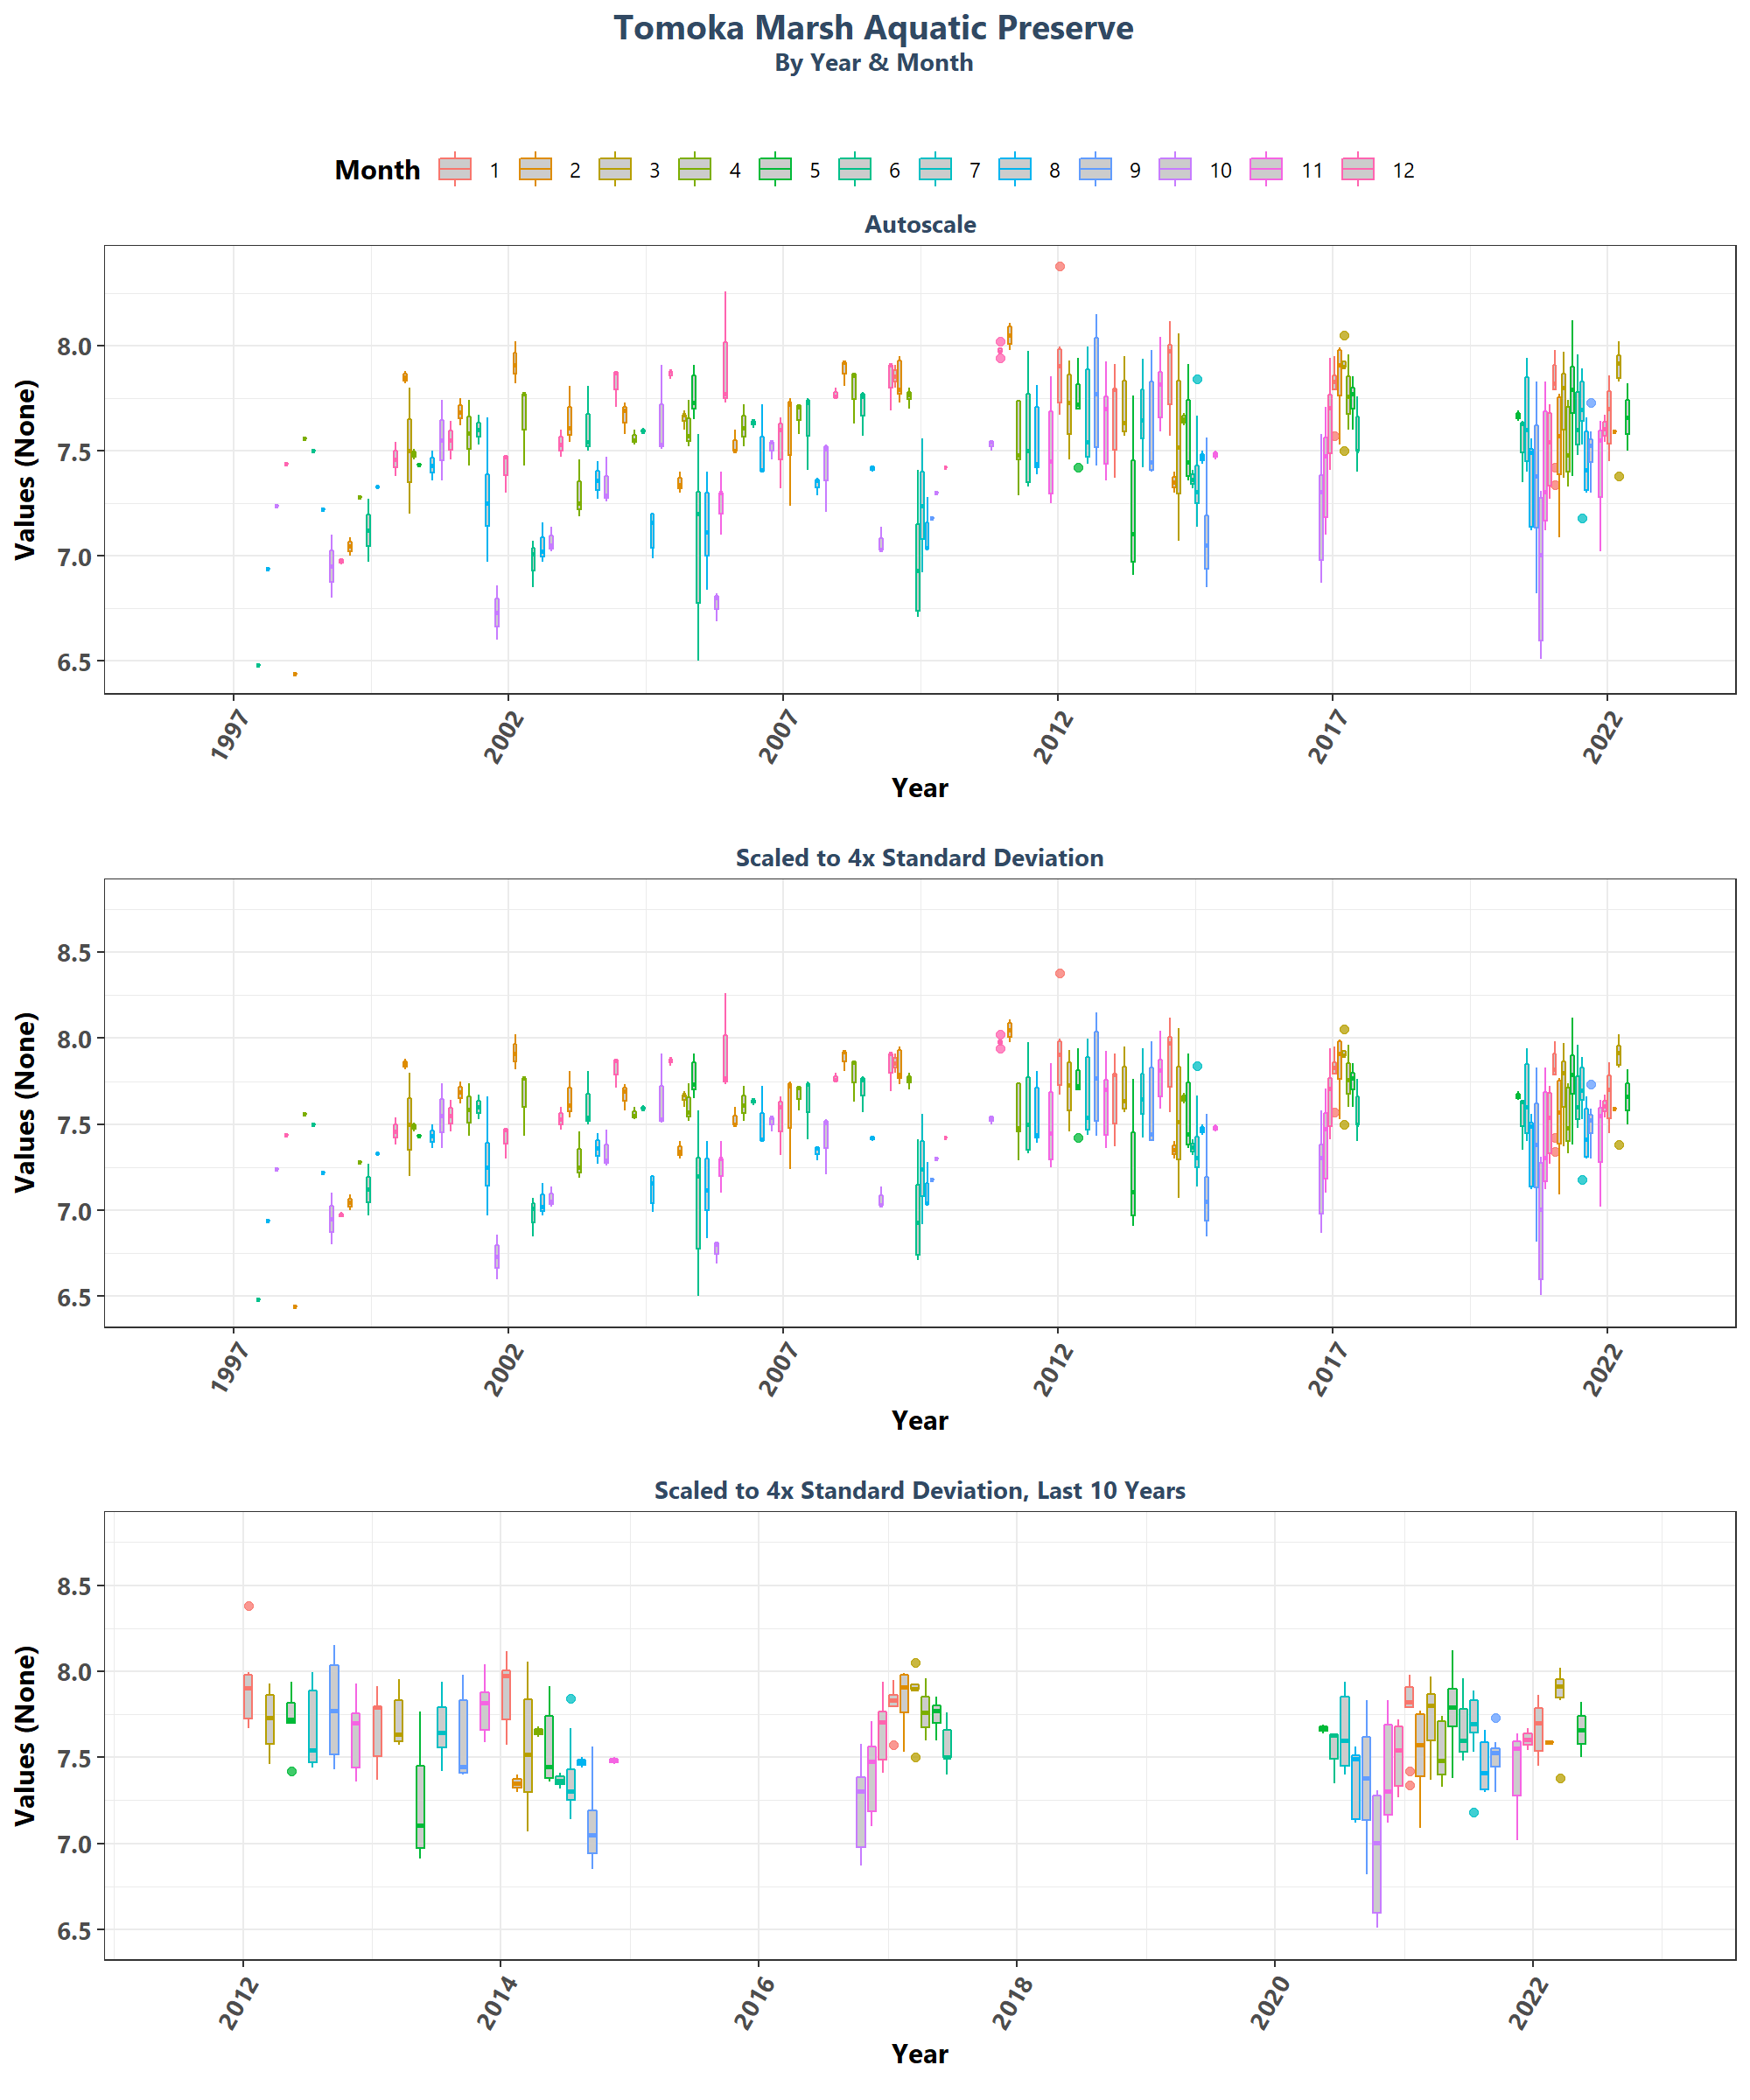 Tomoka Marsh Aquatic Preserve
By Year & Month
Month 1 2 3 4 5 6 7 8 9 10 11 12
Autoscale
Values (None)
8.0
7.5
7.0
6.5
1997 2002 2007 2012 2017 2022
Year
Scaled to 4x Standard Deviation
Values (None)
8.5
8.0
7.5
7.0
6.5
1997 2002 2007 2012 2017 2022
Year
Scaled to 4x Standard Deviation, Last 10 Years
Values (None)
8.5
8.0
7.5
7.0
6.5
2012 2014 2016 2018 2020 2022
Year